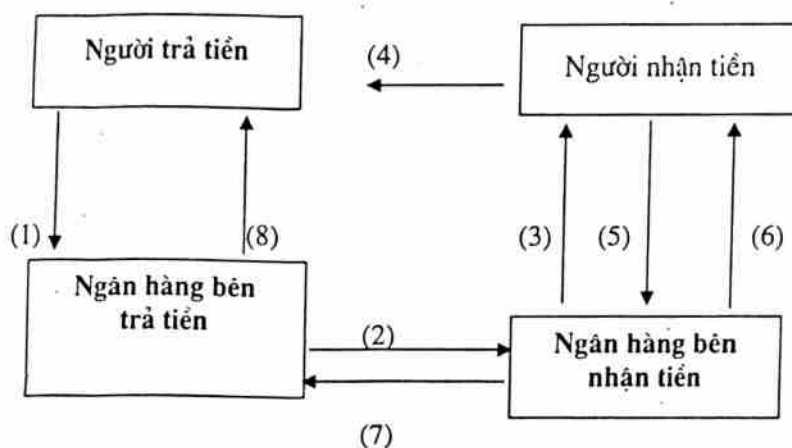 Người trả tiền
(4)
Người nhận tiền
(1)
(8)
(3)
(5)
(6)
Ngân hàng bên
trả tiền
(2)
Ngân hàng bên
nhận tiền
(7)